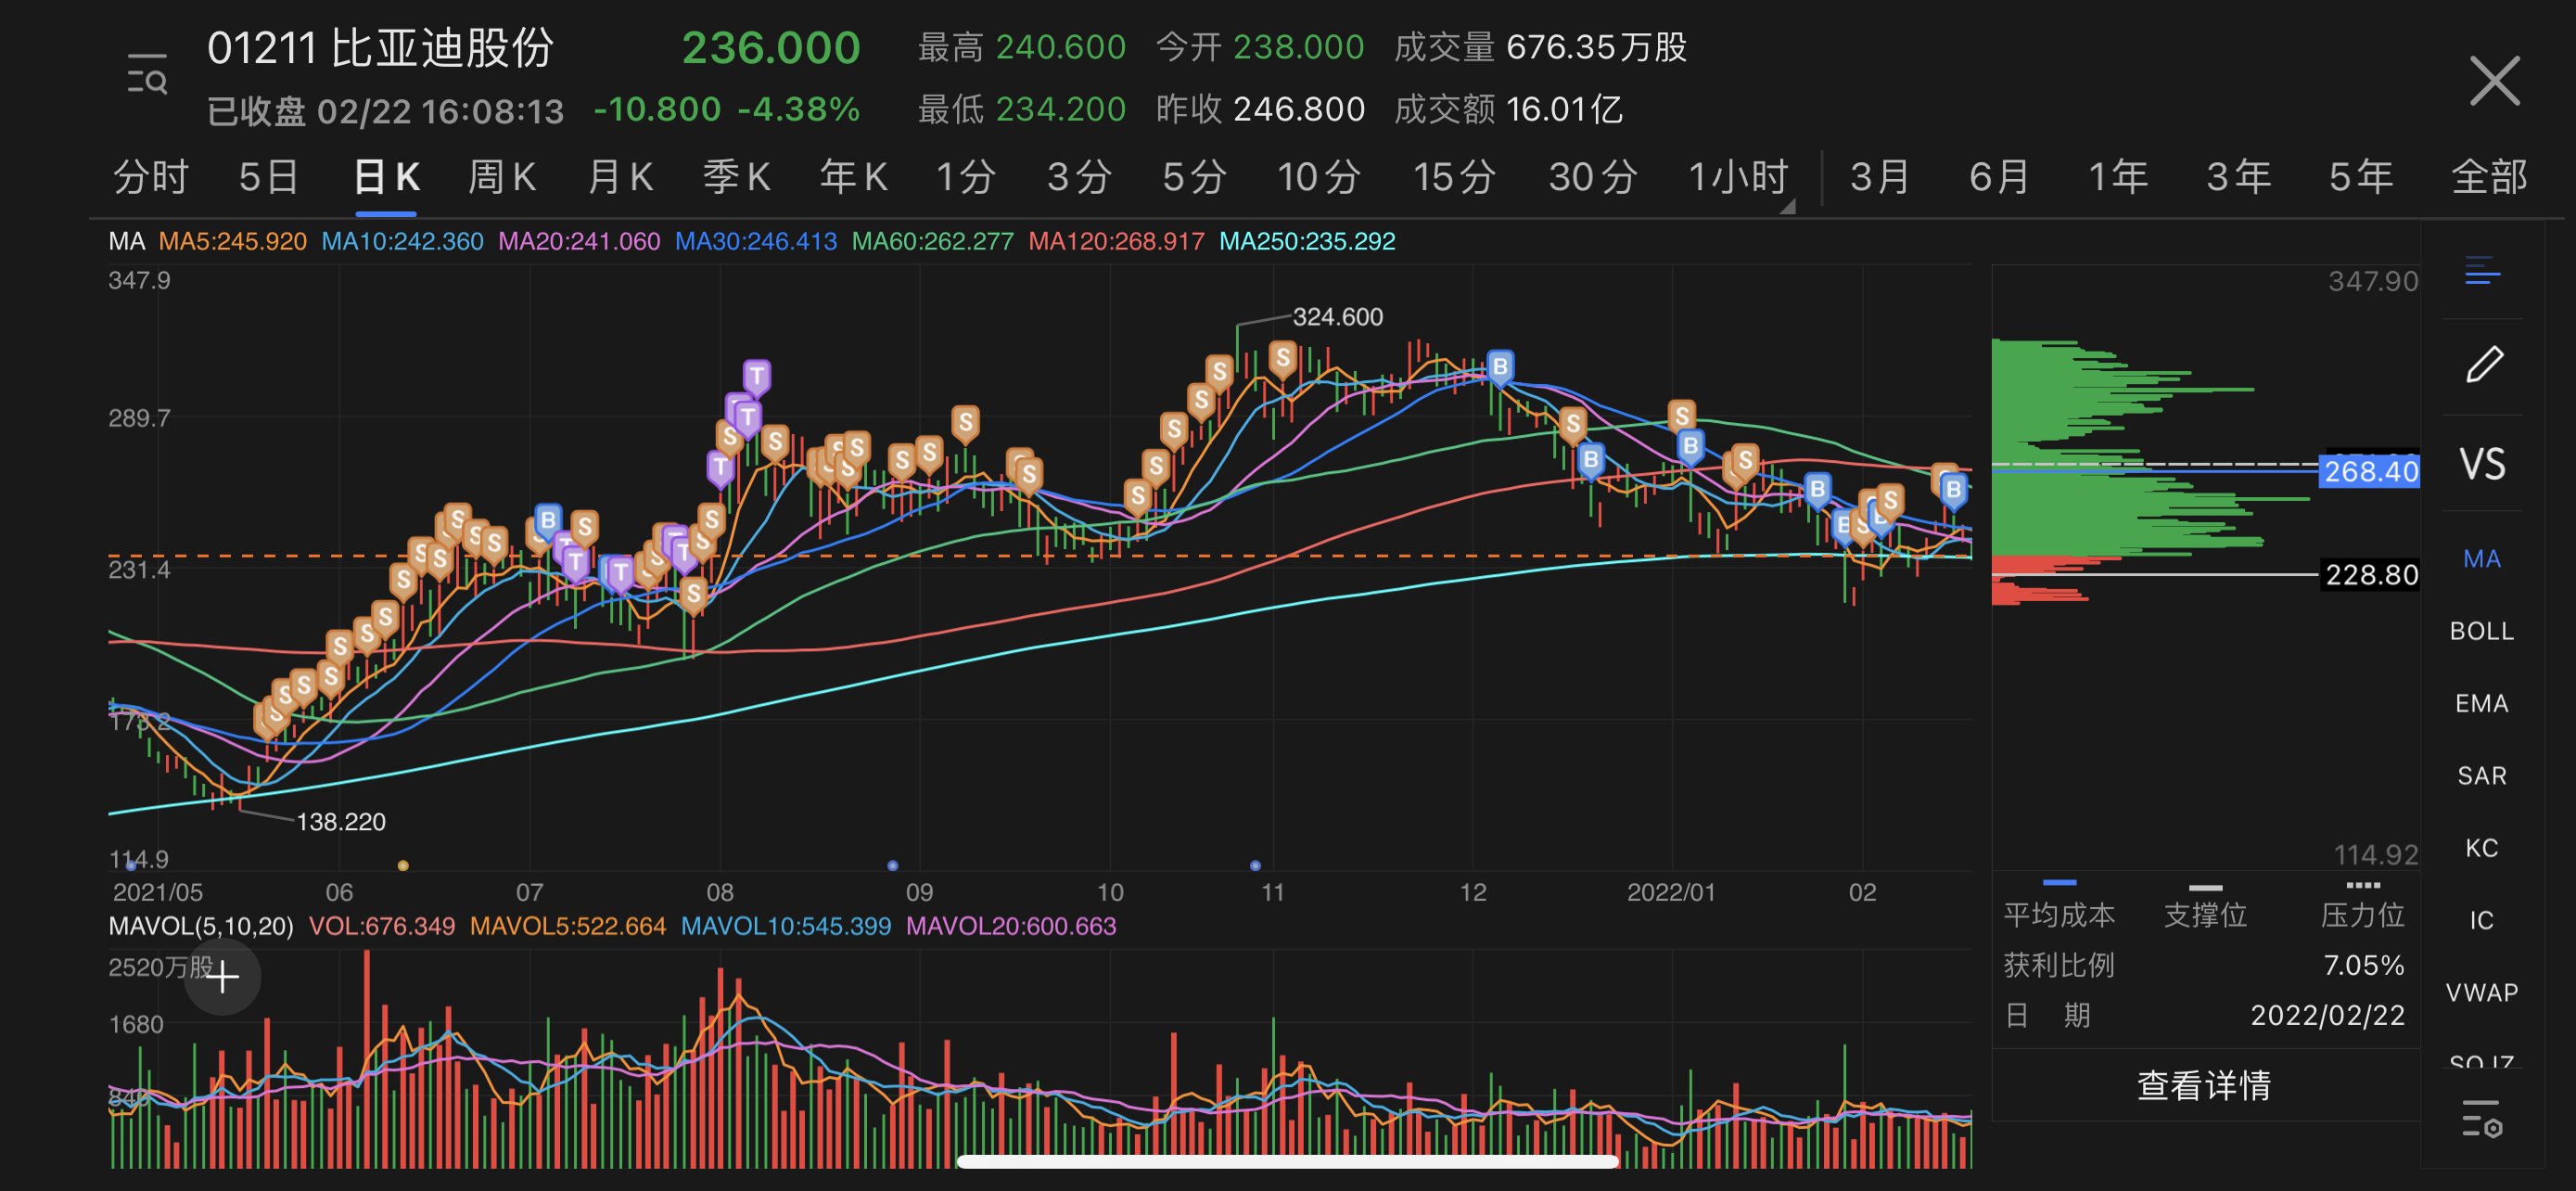 01211 比亚迪股份 236.000 最高 240.600 今开 238.000 成交量 676.35万股
已收盘 02/22 16:08:13 -10.800 -4.38% 最低 234.200 昨收 246.800 成交额 16.01亿
分时 5日 日K 周K 月K 季K 年K 1分 3分 5分 10分 15分 30分 1小时 3月 6月 1年 3年 5年 全部
MA MA5:245.920 MA10:242.360 MA20:241.060 MA30:246.413 MA60:262.277 MA120:268.917 MA250:235.292
347.9
289.7
231.4
173.2
114.9
324.600
138.220
T T T S S S S S S S S S B S S S S S S S S B S B S
S S S S S S S B S T T S S T S S S S S S B S B B S
2021/05 06 07 08 09 10 11 12 2022/01 02
MAVOL(5,10,20) VOL:676.349 MAVOL5:522.664 MAVOL10:545.399 MAVOL20:600.663
2520万股
1680
840
347.90
268.40
228.80
114.92
平均成本 支撑位 压力位
获利比例 7.05%
日 期 2022/02/22
查看详情
VS
MA
BOLL
EMA
SAR
KC
IC
VWAP